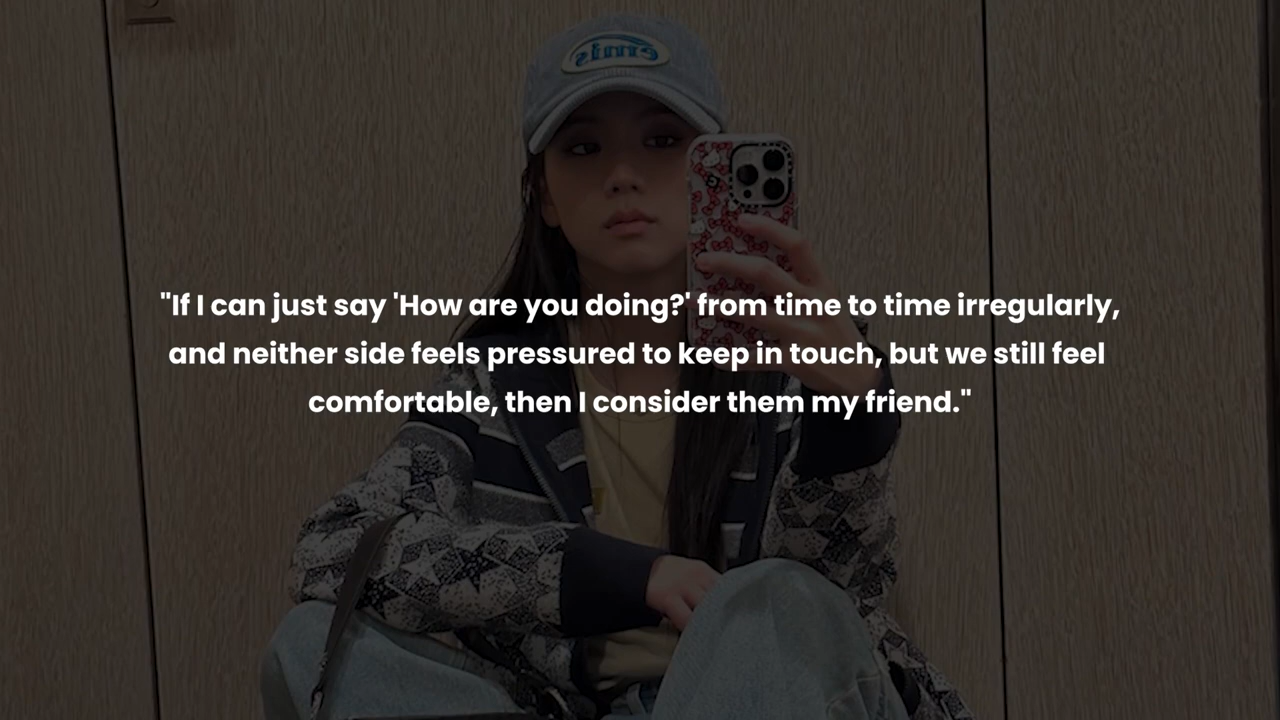 emis
"If I can just say 'How are you doing?' from time to time irregularly,
and neither side feels pressured to keep in touch, but we still feel
comfortable, then I consider them my friend."